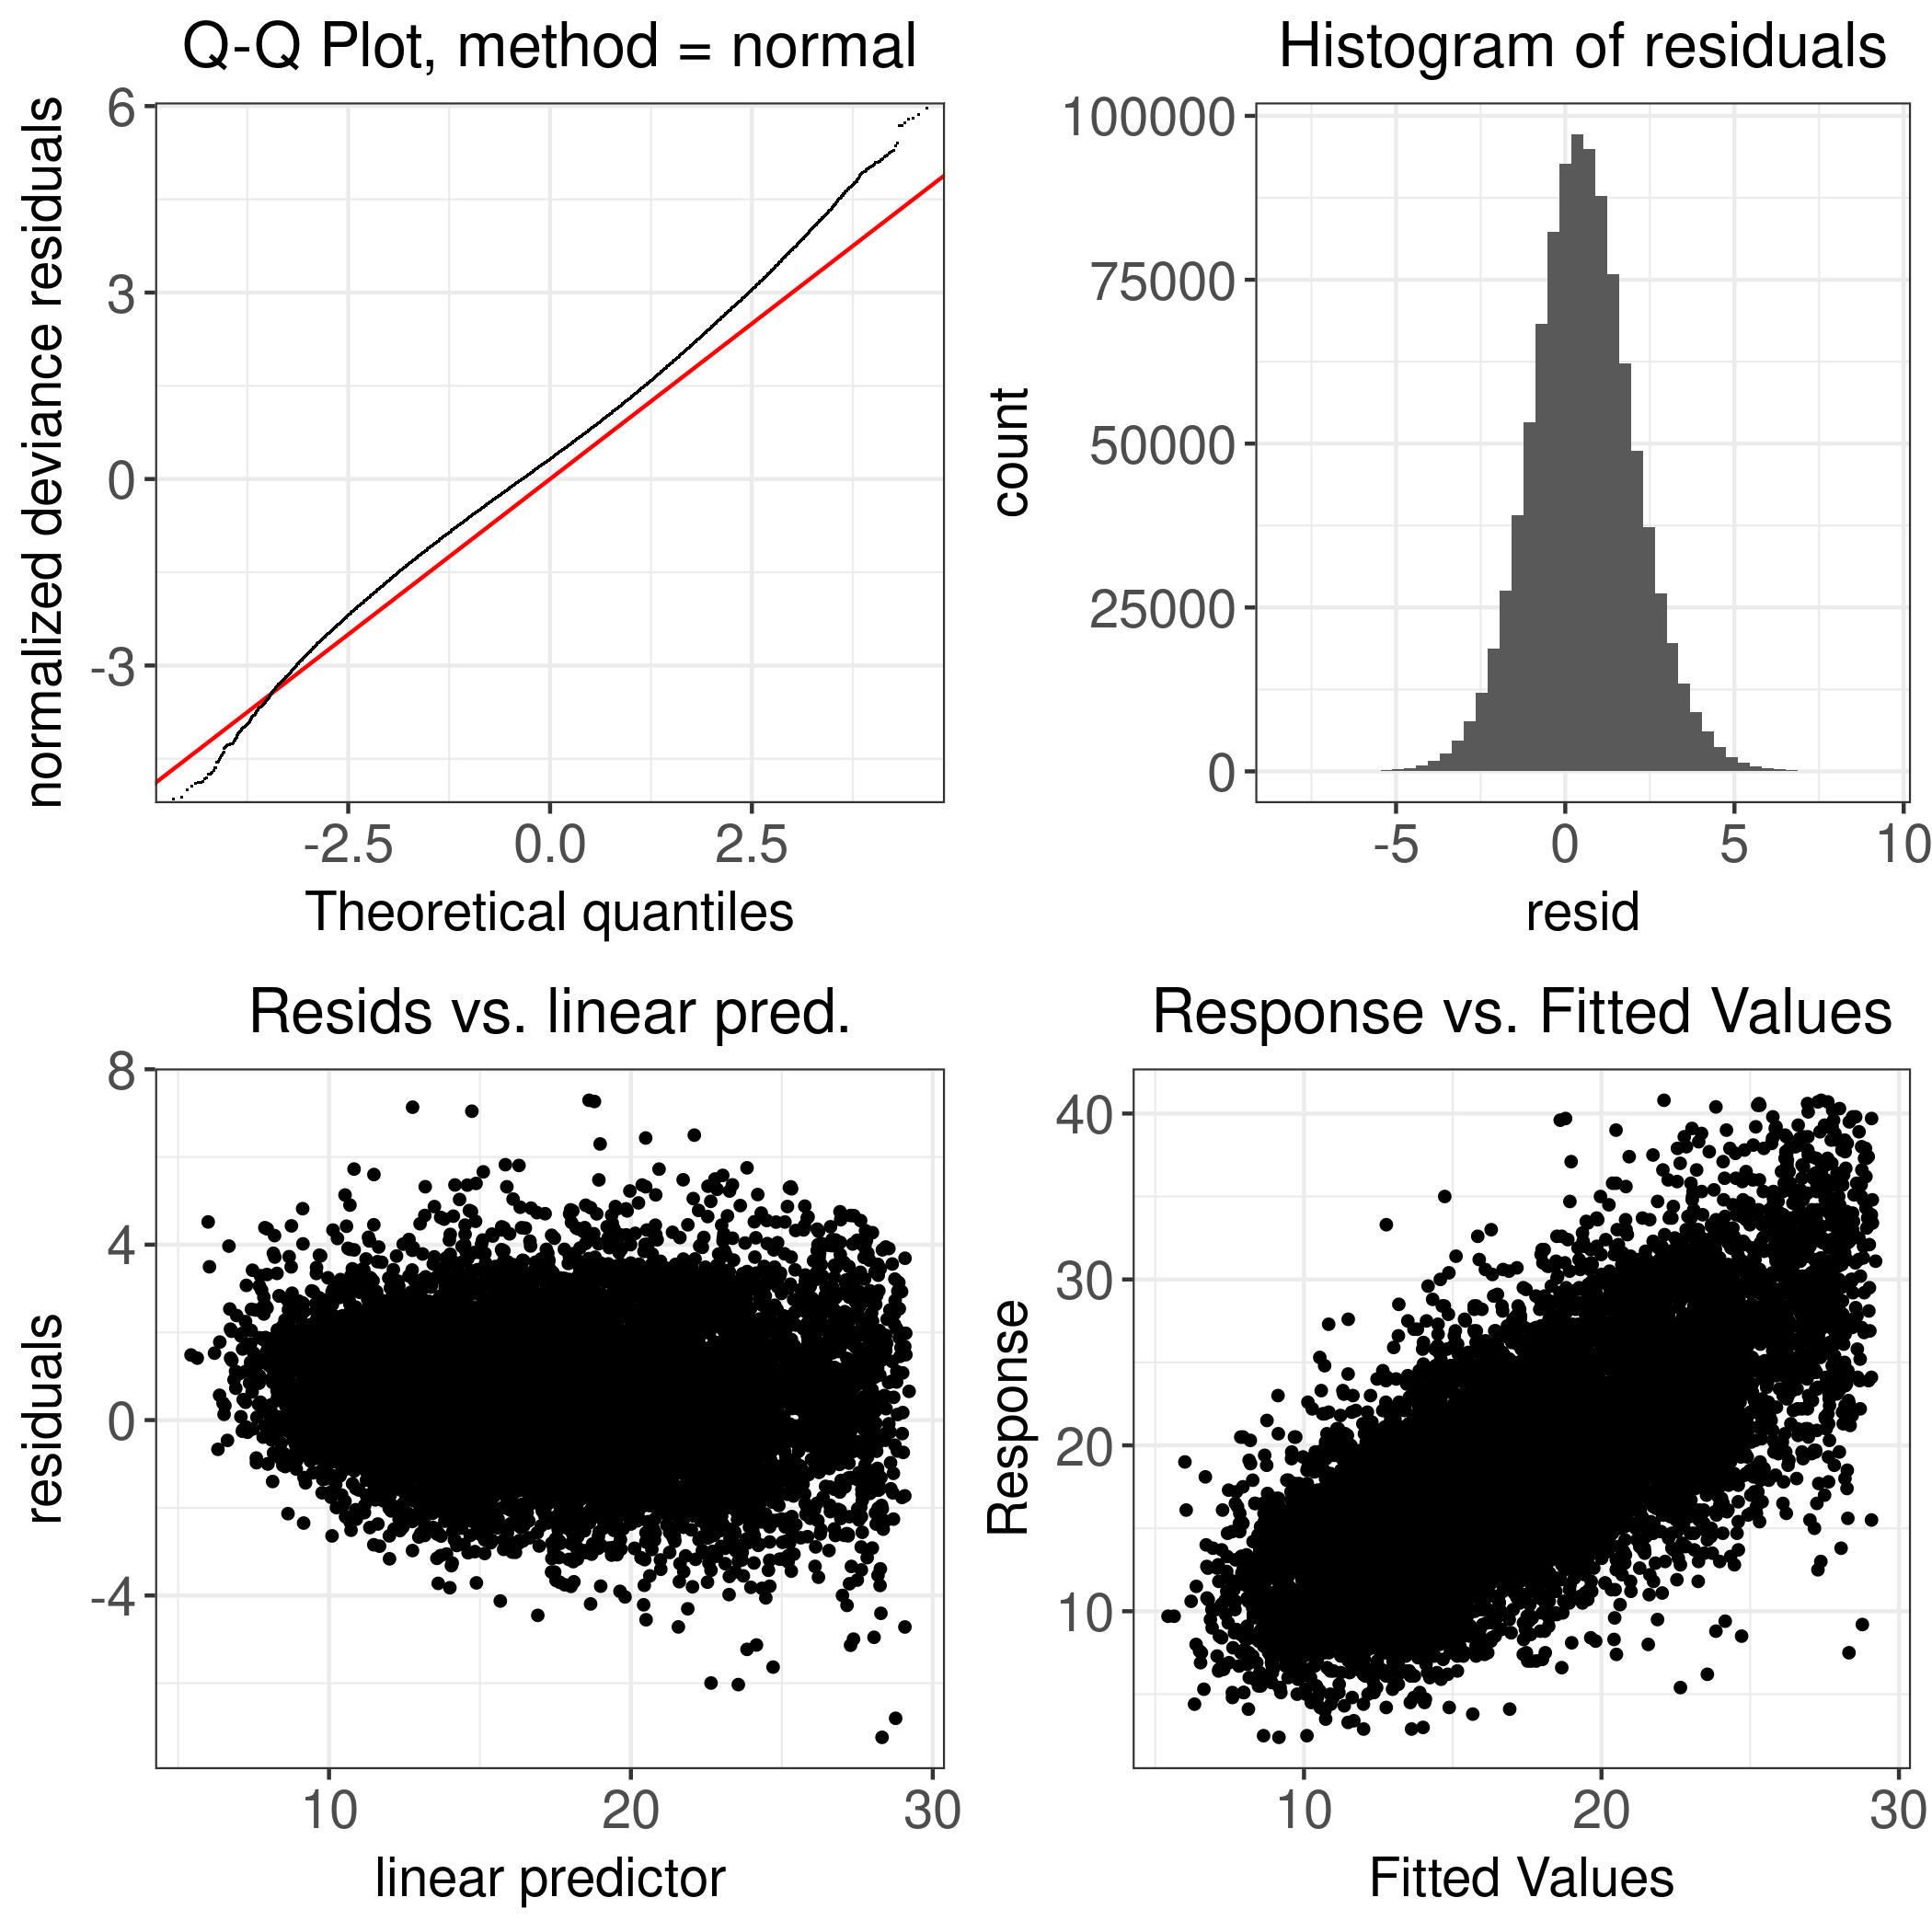 Q-Q Plot, method = normal
normalized deviance residuals
6
3
0
-3
-2.5 0.0 2.5
Theoretical quantiles
Histogram of residuals
count
100000
75000
50000
25000
0
-5 0 5 10
resid
Resids vs. linear pred.
residuals
8
4
0
-4
10 20 30
linear predictor
Response vs. Fitted Values
Response
40
30
20
10
10 20 30
Fitted Values